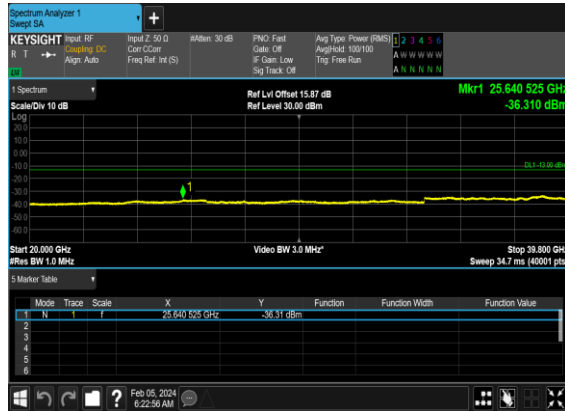 Spectrum Analyzer 1
Swept SA
+
KEYSIGHT Input: RF Input Z: 50 Ω #Atten: 30 dB PNO: Fast Avg Type: Power (RMS) 1 2 3 4 5 6
R T Coupling: DC Corr CCorr Gate: Off Avg|Hold: 100/100 A W W W W W
Align: Auto Freq Ref: Int (S) IF Gain: Low Trig: Free Run A N N N N N
Sig Track: Off
1 Spectrum Ref Lvl Offset 15.87 dB Mkr1 25.640 525 GHz
Scale/Div 10 dB Ref Level 30.00 dBm -36.310 dBm
Log
20.0
10.0
0.00
-10.0
DL1 -13.00 dBm
-20.0
1
-30.0
-40.0
-50.0
-60.0
Start 20.000 GHz Video BW 3.0 MHz* Stop 39.800 GHz
#Res BW 1.0 MHz Sweep 34.7 ms (40001 pts)
5 Marker Table
Mode Trace Scale X Y Function Function Width Function Value
1 N 1 f 25.640 525 GHz -36.31 dBm
2
3
4
5
6
? Feb 05, 2024
6:22:56 AM